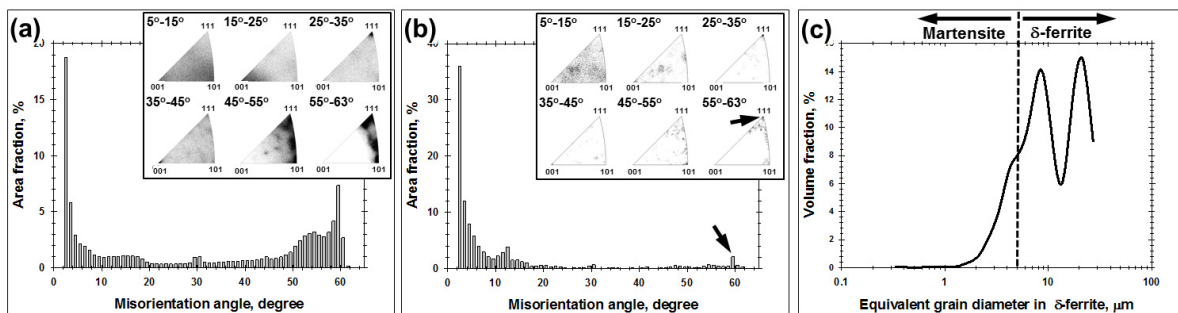 (a)
5°-15° 15°-25° 25°-35°
111
001 101 001 101 001 101
35°-45° 45°-55° 55°-63°
111 111 111
001 101 001 101 001 101
Area fraction, %
20
15
10
5
0
0 10 20 30 40 50 60
Misorientation angle, degree
(b)
5°-15° 15°-25° 25°-35°
111
001 101 001 101 001 101
35°-45° 45°-55° 55°-63°
111 111 111
001 101 001 101 001 101
Area fraction, %
40
30
20
10
0
0 10 20 30 40 50 60
Misorientation angle, degree
(c)
Martensite δ-ferrite
Volume fraction, %
14
12
10
8
6
4
2
0
0.1 1 10 100
Equivalent grain diameter in δ-ferrite, μm